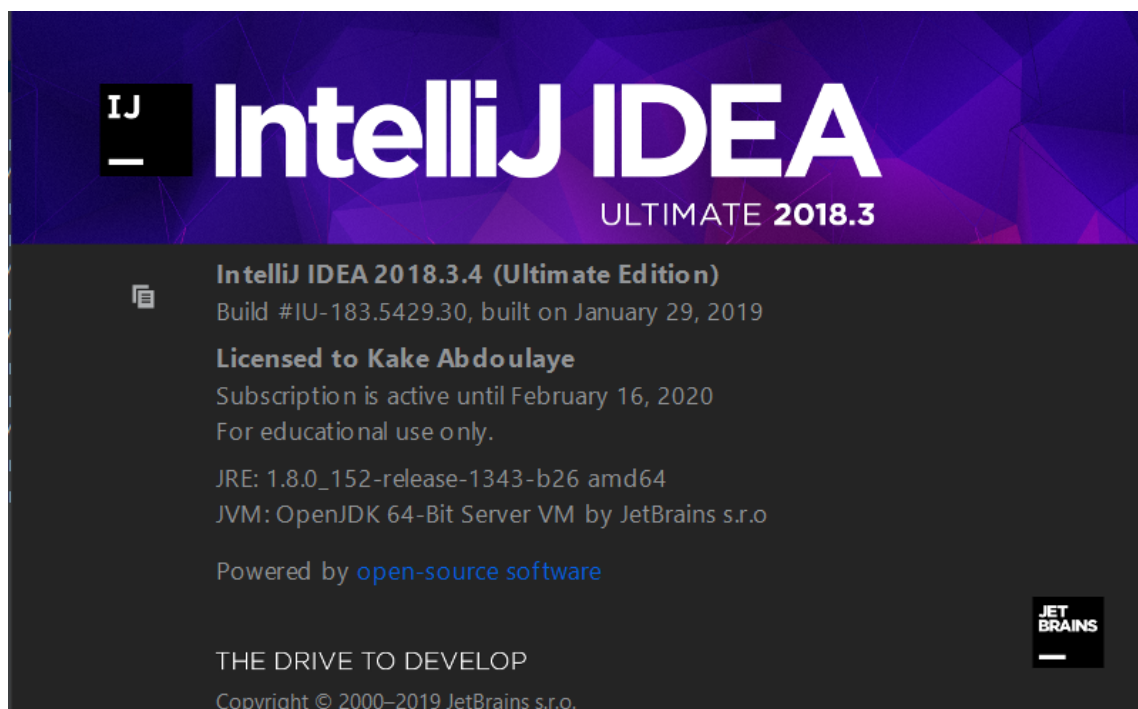 IJ
IntelliJ IDEA
ULTIMATE 2018.3
IntelliJ IDEA 2018.3.4 (Ultimate Edition)
Build #IU-183.5429.30, built on January 29, 2019
Licensed to Kake Abdoulaye
Subscription is active until February 16, 2020
For educational use only.
JRE: 1.8.0_152-release-1343-b26 amd64
JVM: OpenJDK 64-Bit Server VM by JetBrains s.r.o
Powered by open-source software
JET
BRAINS
THE DRIVE TO DEVELOP
Copyright © 2000–2019 JetBrains s.r.o.